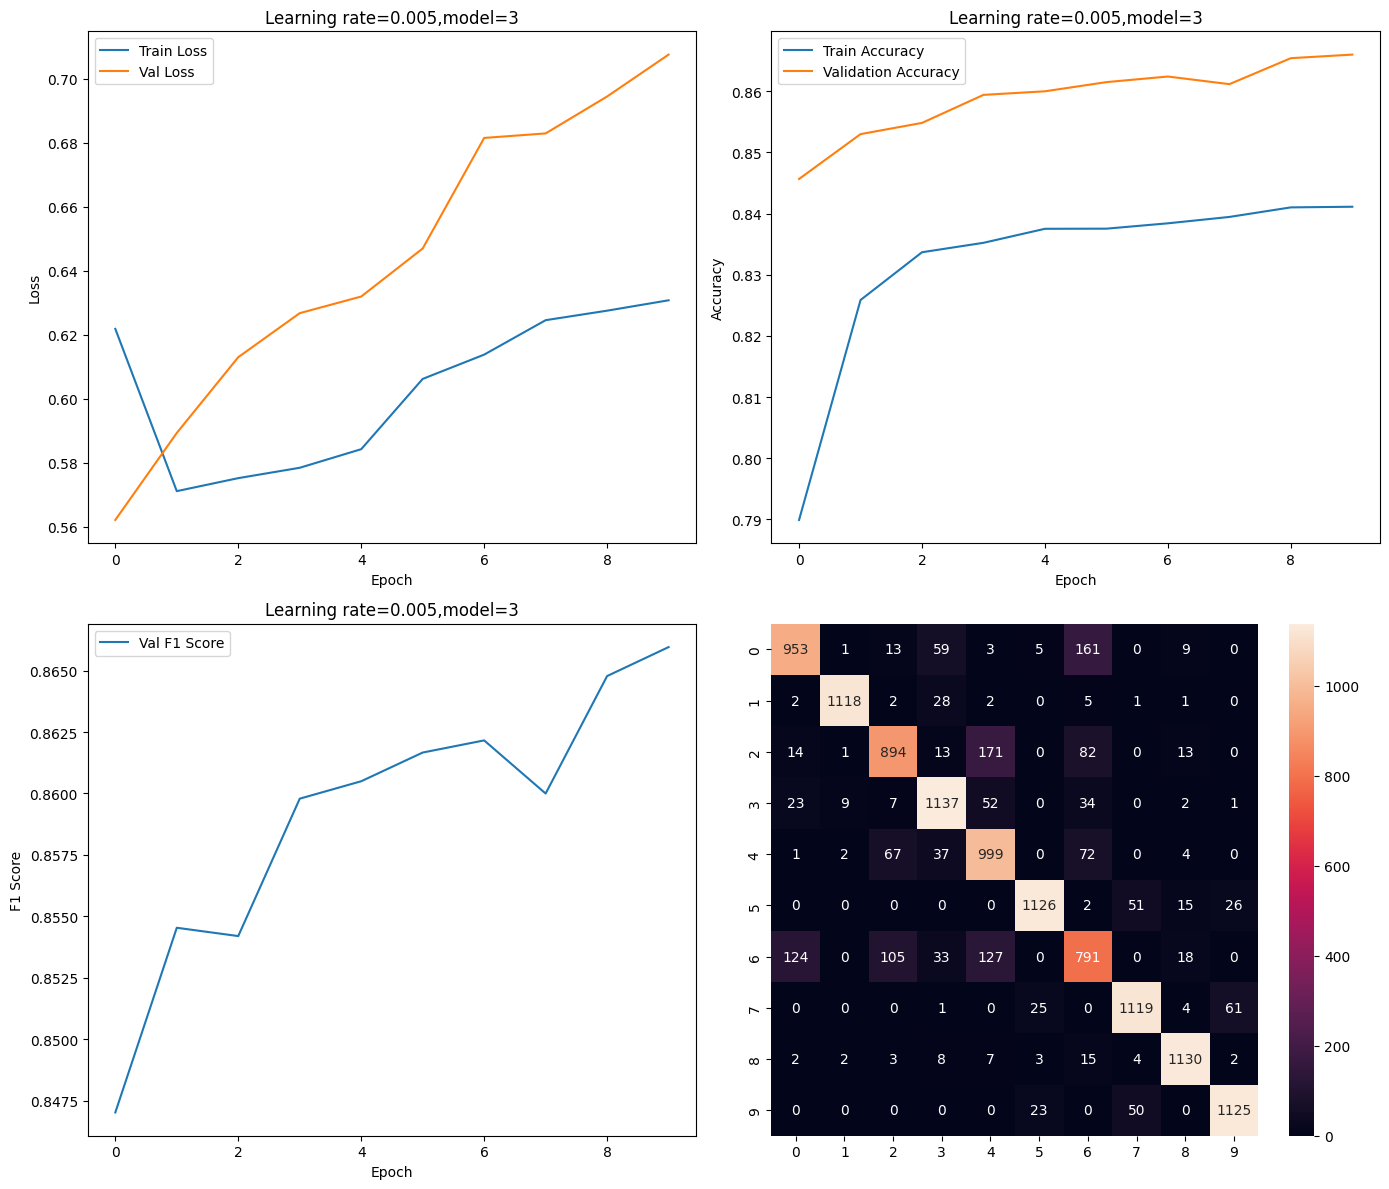 Learning rate=0.005,model=3
Train Loss
Val Loss
0.70
0.68
0.66
0.64
0.62
0.60
0.58
0.56
Loss
0 2 4 6 8
Epoch
Learning rate=0.005,model=3
Train Accuracy
Validation Accuracy
0.86
0.85
0.84
0.83
0.82
0.81
0.80
0.79
Accuracy
0 2 4 6 8
Epoch
Learning rate=0.005,model=3
Val F1 Score
0.8650
0.8625
0.8600
0.8575
0.8550
0.8525
0.8500
0.8475
F1 Score
0 2 4 6 8
Epoch
0 953 1 13 59 3 5 161 0 9 0
1 2 1118 2 28 2 0 5 1 1 0
2 14 1 894 13 171 0 82 0 13 0
3 23 9 7 1137 52 0 34 0 2 1
4 1 2 67 37 999 0 72 0 4 0
5 0 0 0 0 0 1126 2 51 15 26
6 124 0 105 33 127 0 791 0 18 0
7 0 0 0 1 0 25 0 1119 4 61
8 2 2 3 8 7 3 15 4 1130 2
9 0 0 0 0 0 23 0 50 0 1125
0 1 2 3 4 5 6 7 8 9
1000
800
600
400
200
0